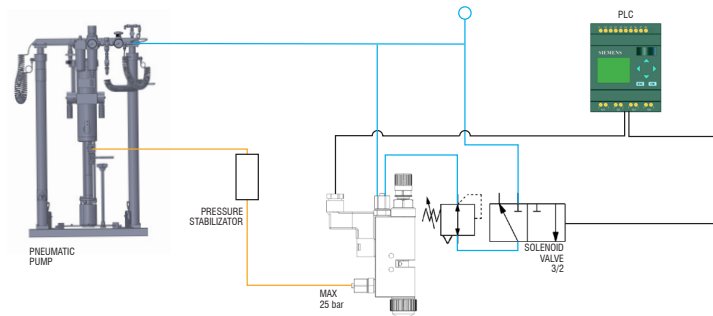 PLC
SIEMENS
PRESSURE
STABILIZATOR
PNEUMATIC
PUMP
MAX
25 bar
SOLENOID
VALVE
3/2